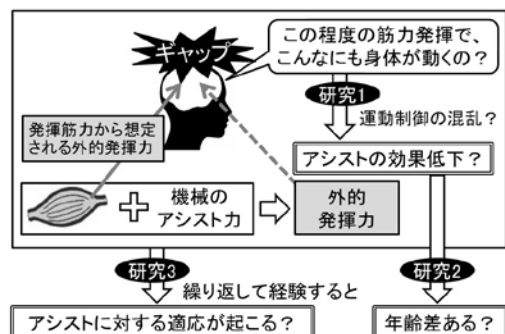 ギャップ
この程度の筋力発揮で、
こんなにも身体が動くの？
研究1
運動制御の混乱？
発揮筋力から想定
される外的発揮力
アシストの効果低下？
機械の
アシスト力
外的
発揮力
研究3
繰り返して経験すると
研究2
アシストに対する適応が起こる？
年齢差ある？